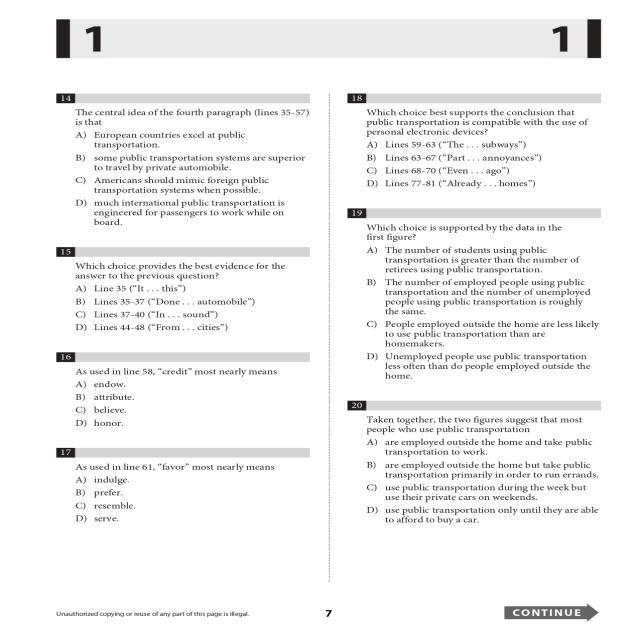 1
1
14
The central idea of the fourth paragraph (lines 35-57)
is that
A) European countries excel at public
transportation.
B) some public transportation systems are superior
to travel by private automobile.
C) Americans should mimic foreign public
transportation systems when possible.
D) much international public transportation is
engineered for passengers to work while on
board.
15
Which choice provides the best evidence for the
answer to the previous question?
A) Line 35 (“It . . . this”)
B) Lines 35-37 (“Done . . . automobile”)
C) Lines 37-40 (“In . . . sound”)
D) Lines 44-48 (“From . . . cities”)
16
As used in line 58, “credit” most nearly means
A) endow.
B) attribute.
C) believe.
D) honor.
17
As used in line 61, “favor” most nearly means
A) indulge.
B) prefer.
C) resemble.
D) serve.
18
Which choice best supports the conclusion that
public transportation is compatible with the use of
personal electronic devices?
A) Lines 59-63 (“The . . . subways”)
B) Lines 63-67 (“Part . . . annoyances”)
C) Lines 68-70 (“Even . . . ago”)
D) Lines 77-81 (“Already . . . homes”)
19
Which choice is supported by the data in the
first figure?
A) The number of students using public
transportation is greater than the number of
retirees using public transportation.
B) The number of employed people using public
transportation and the number of unemployed
people using public transportation is roughly
the same.
C) People employed outside the home are less likely
to use public transportation than are
homemakers.
D) Unemployed people use public transportation
less often than do people employed outside the
home.
20
Taken together, the two figures suggest that most
people who use public transportation
A) are employed outside the home and take public
transportation to work.
B) are employed outside the home but take public
transportation primarily in order to run errands.
C) use public transportation during the week but
use their private cars on weekends.
D) use public transportation only until they are able
to afford to buy a car.
Unauthorized copying or reuse of any part of this page is illegal.
7
CONTINUE